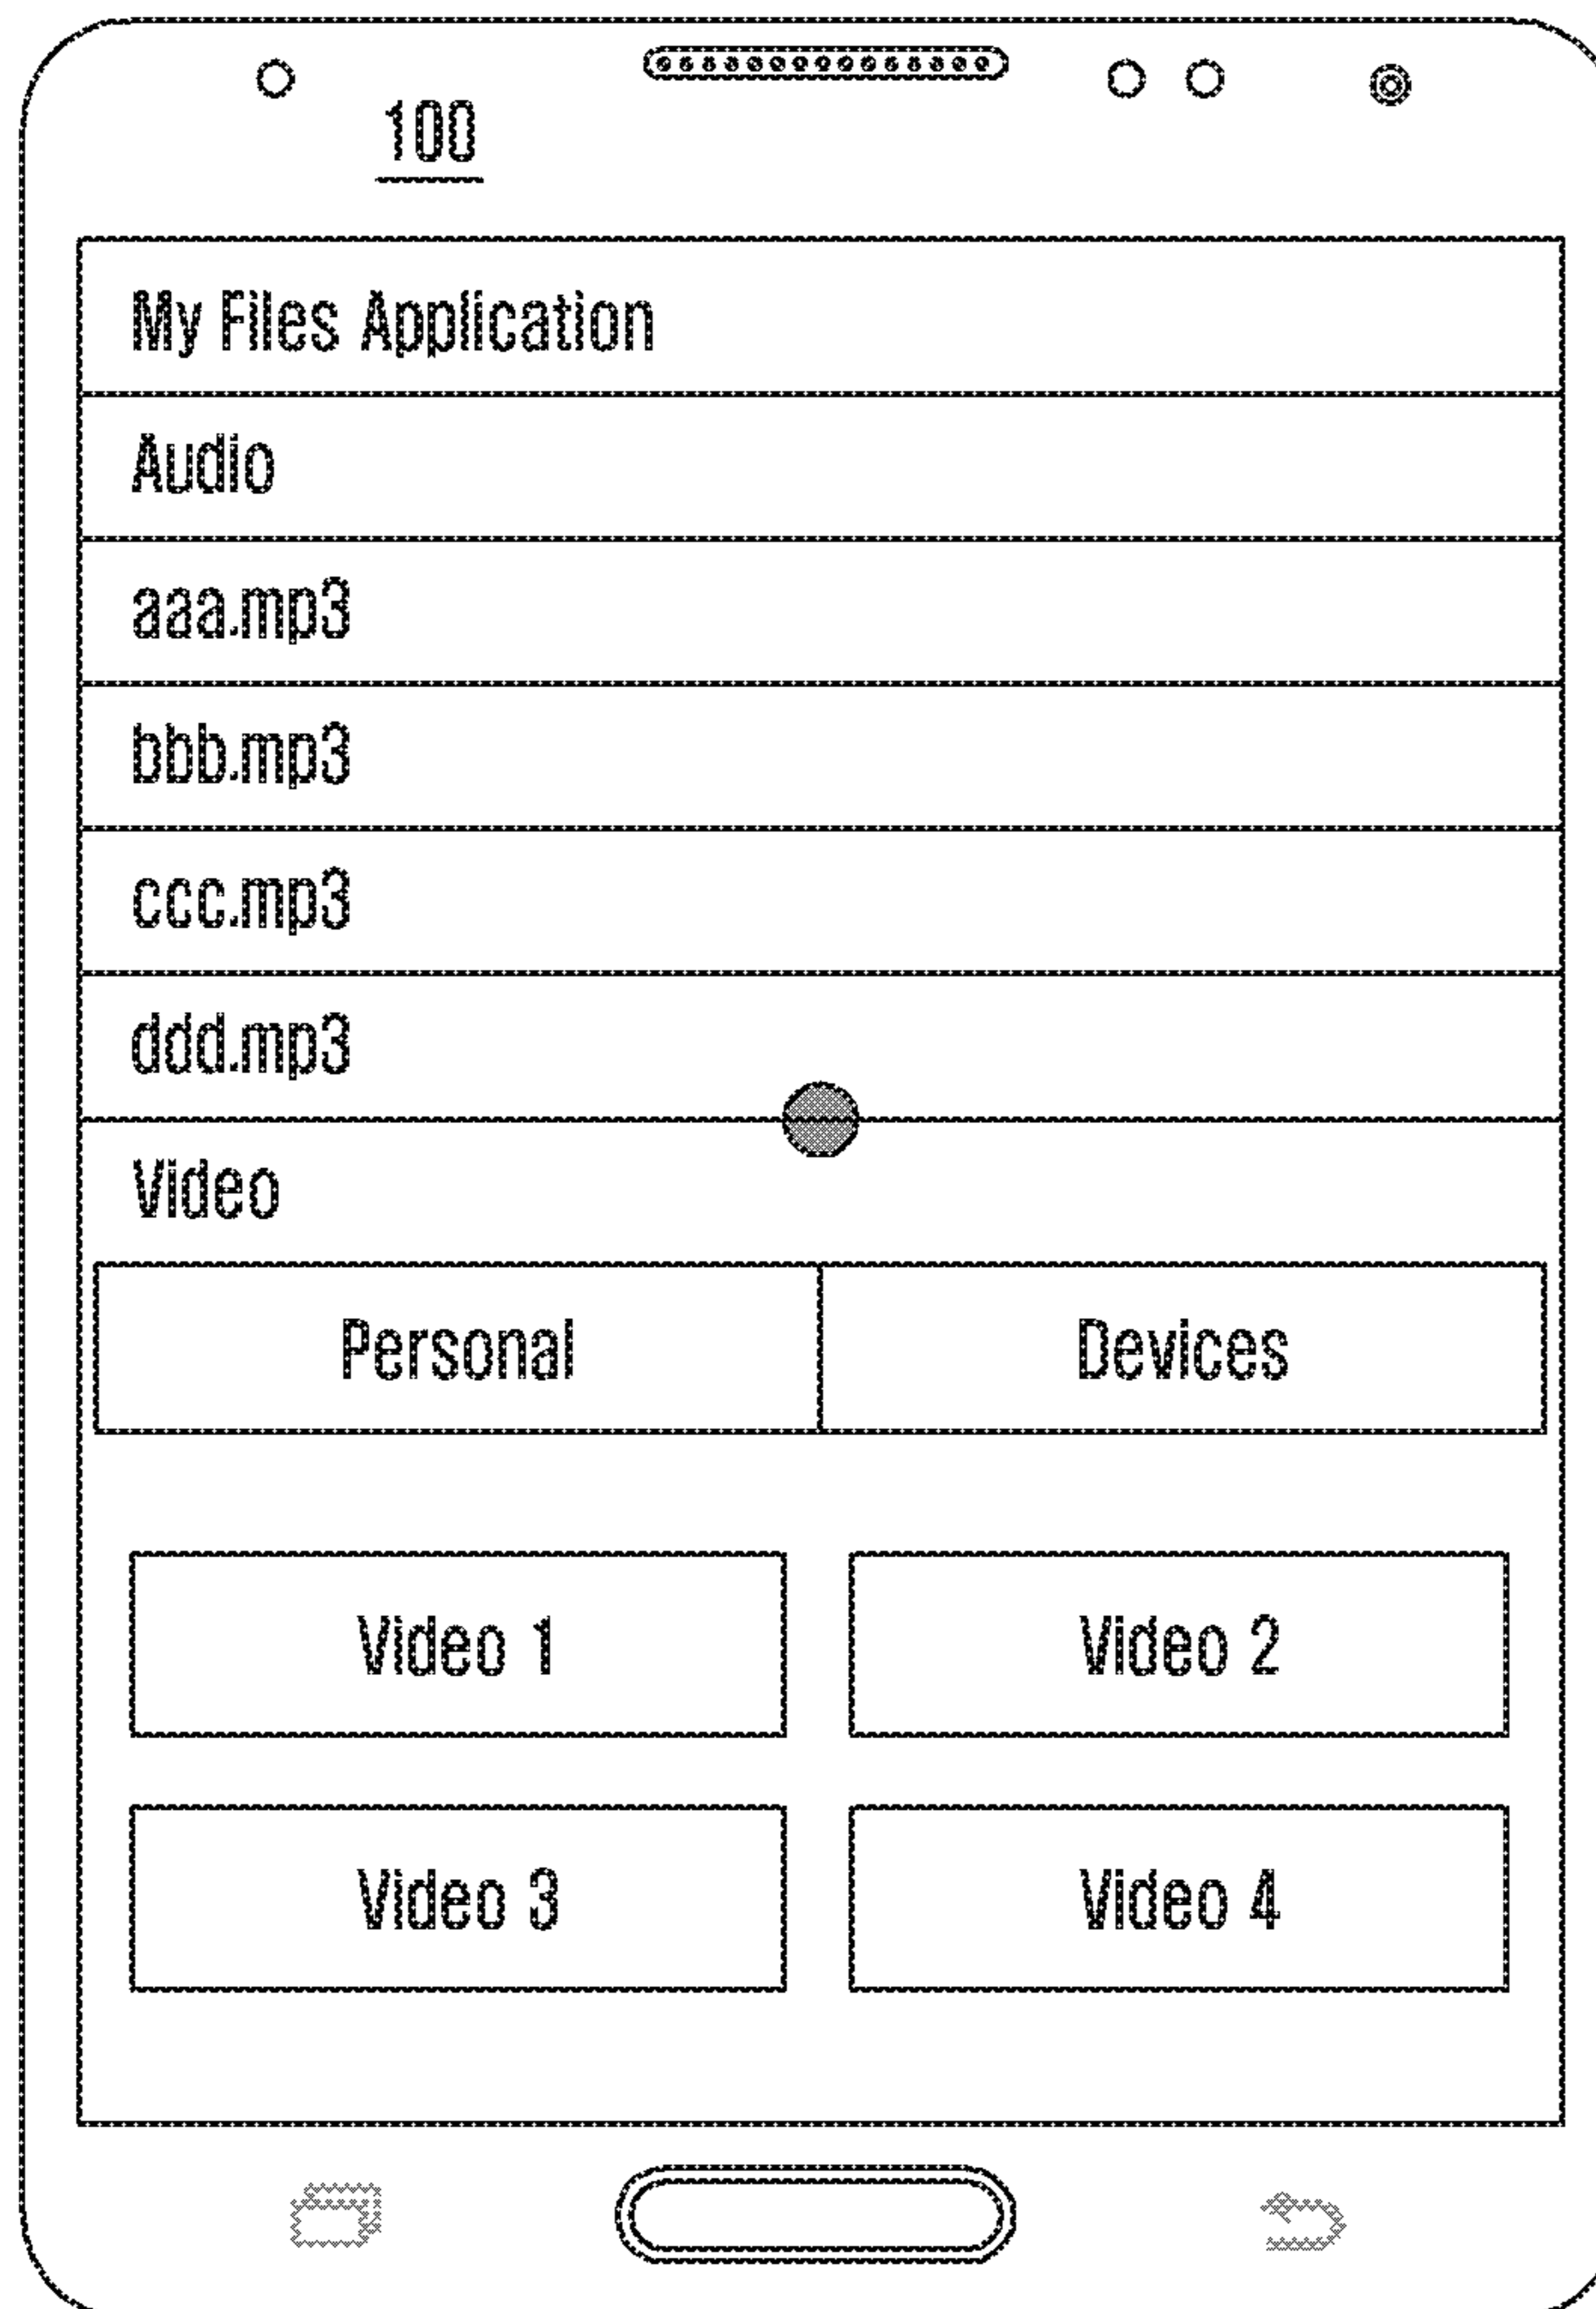 100
My Files Application
Audio
aaa.mp3
bbb.mp3
ccc.mp3
ddd.mp3
Video
Personal Devices
Video 1 Video 2
Video 3 Video 4